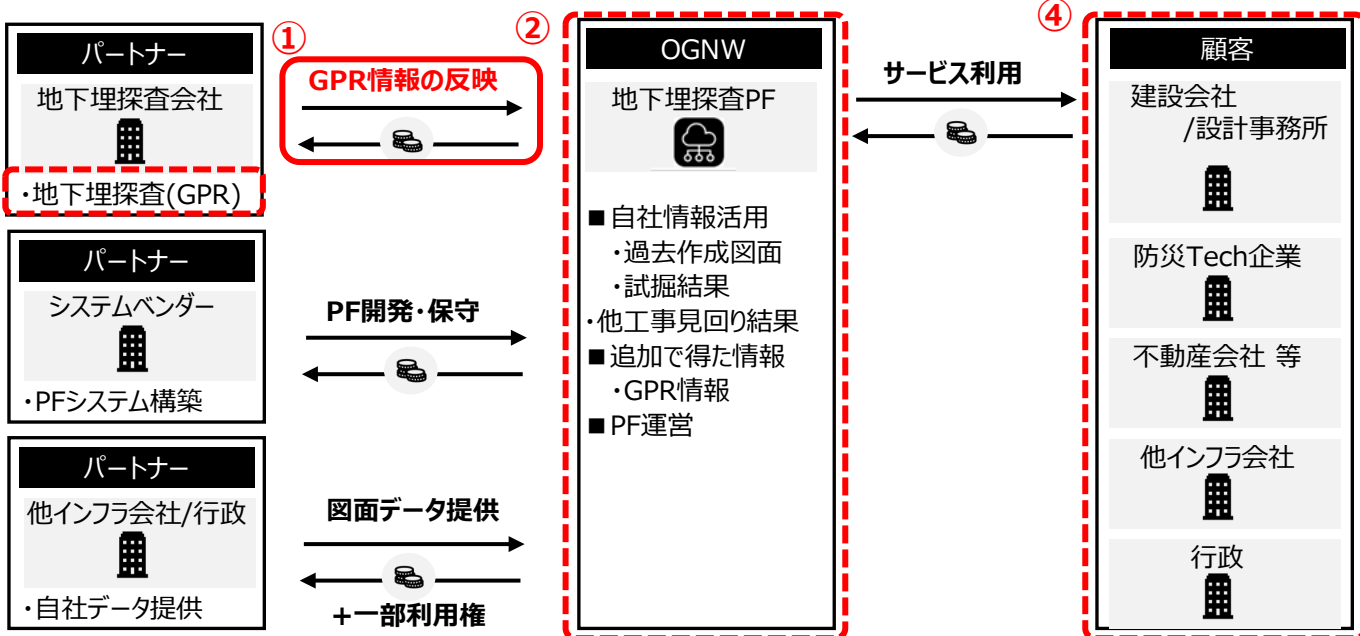 ①
パートナー
地下埋探査会社
・地下埋探査(GPR)
GPR情報の反映
パートナー
システムベンダー
・PFシステム構築
PF開発・保守
パートナー
他インフラ会社/行政
・自社データ提供
図面データ提供
+一部利用権
②
OGNW
地下埋探査PF
■自社情報活用
・過去作成図面
・試掘結果
・他工事見回り結果
■追加で得た情報
・GPR情報
■PF運営
サービス利用
④
顧客
建設会社
/設計事務所
防災Tech企業
不動産会社 等
他インフラ会社
行政